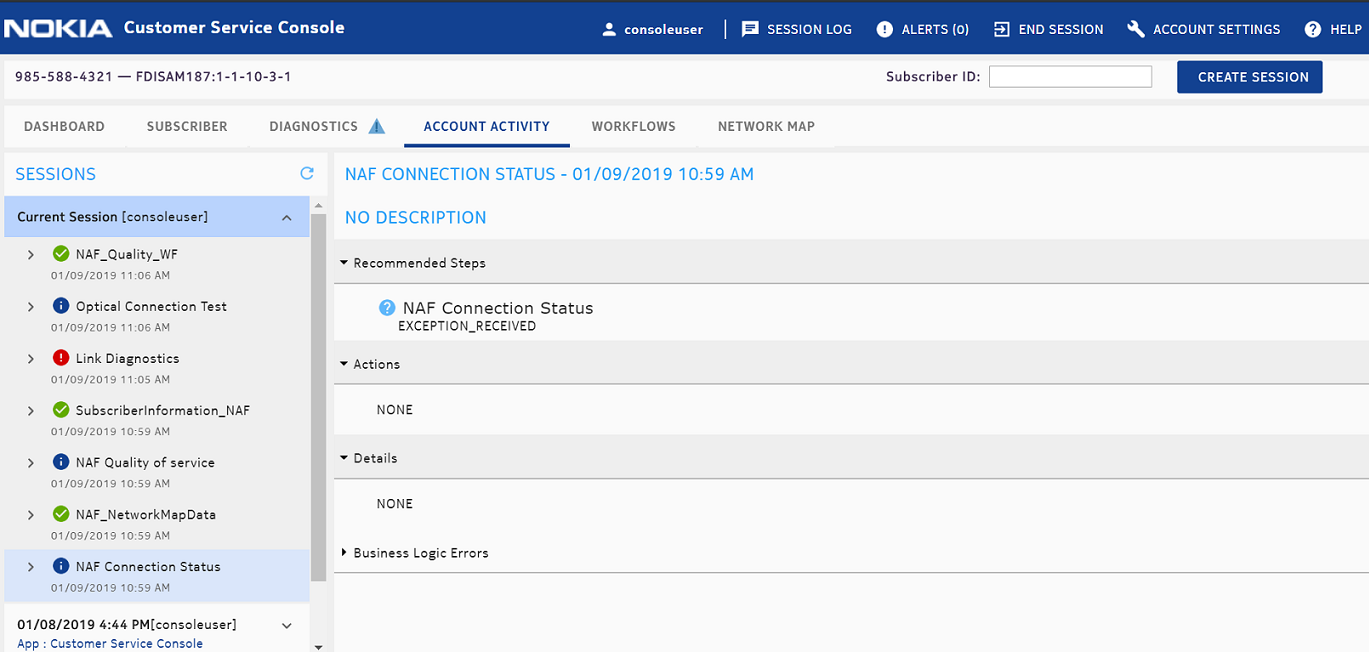 NOKIA Customer Service Console
consoleuser
SESSION LOG
ALERTS (0)
END SESSION
ACCOUNT SETTINGS
HELP
985-588-4321 — FDISAM187:1-1-10-3-1
Subscriber ID:
CREATE SESSION
DASHBOARD
SUBSCRIBER
DIAGNOSTICS
ACCOUNT ACTIVITY
WORKFLOWS
NETWORK MAP
SESSIONS
Current Session [consoleuser]
NAF_Quality_WF
01/09/2019 11:06 AM
Optical Connection Test
01/09/2019 11:06 AM
Link Diagnostics
01/09/2019 11:05 AM
SubscriberInformation_NAF
01/09/2019 10:59 AM
NAF Quality of service
01/09/2019 10:59 AM
NAF_NetworkMapData
01/09/2019 10:59 AM
NAF Connection Status
01/09/2019 10:59 AM
01/08/2019 4:44 PM[consoleuser]
App : Customer Service Console
NAF CONNECTION STATUS - 01/09/2019 10:59 AM
NO DESCRIPTION
Recommended Steps
NAF Connection Status
EXCEPTION_RECEIVED
Actions
NONE
Details
NONE
Business Logic Errors